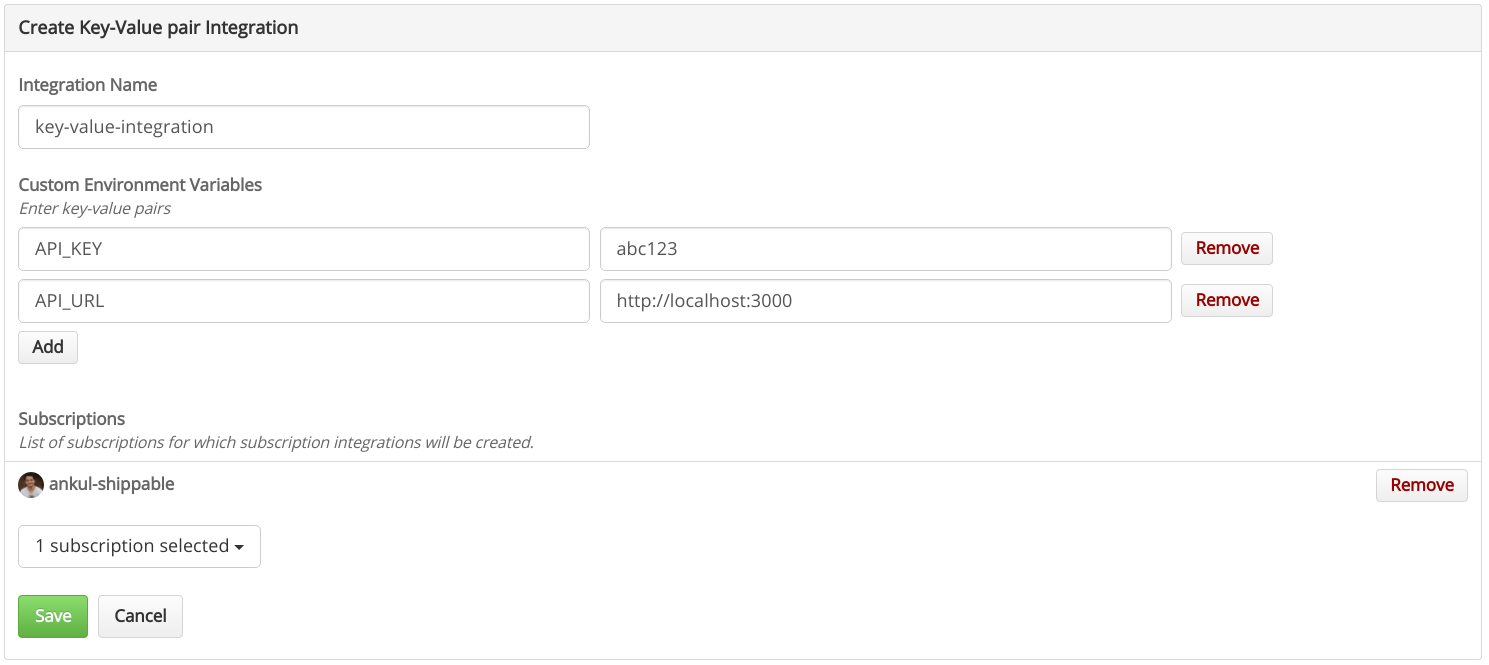 Create Key-Value pair Integration
Integration Name
key-value-integration
Custom Environment Variables
Enter key-value pairs
API_KEY abc123 Remove
API_URL http://localhost:3000 Remove
Add
Subscriptions
List of subscriptions for which subscription integrations will be created.
ankul-shippable Remove
1 subscription selected
Save Cancel